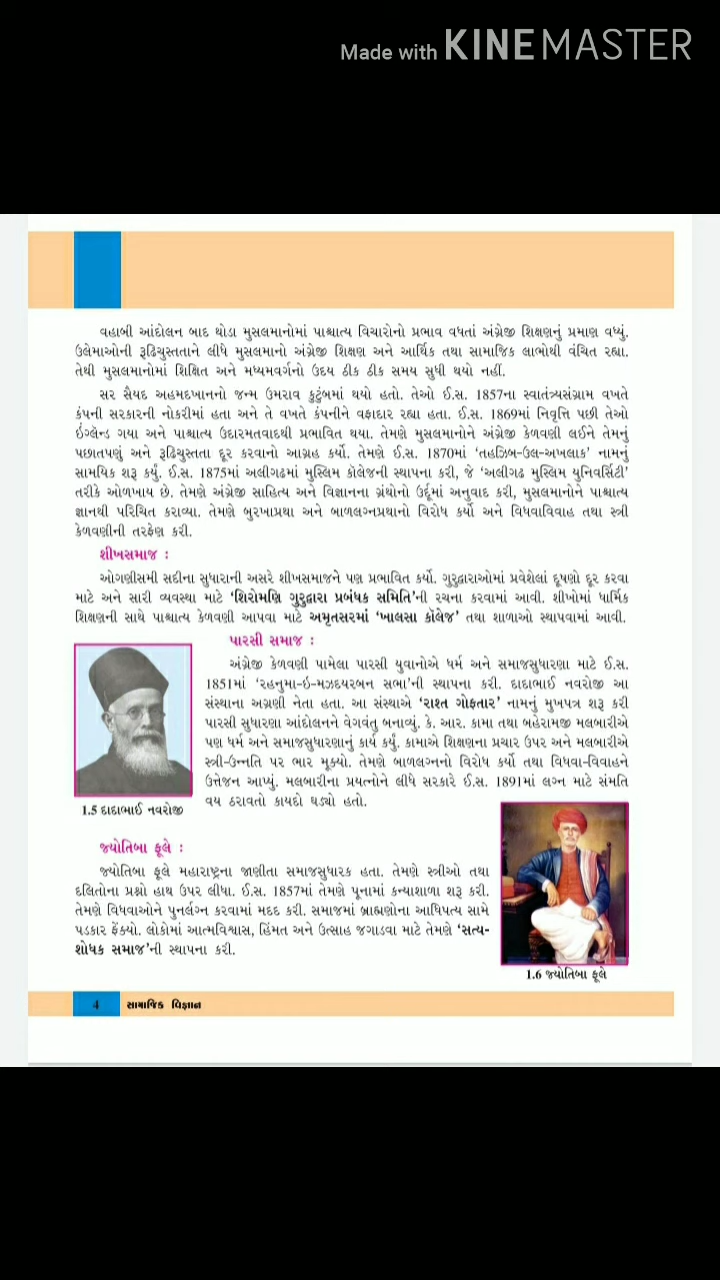 Made with KINEMASTER
વહાબી આંદોલન બાદ થોડા મુસલમાનોમાં પાશ્ચાત્ય વિચારોનો પ્રભાવ વધતાં અંગ્રેજી શિક્ષણનું પ્રમાણ વધ્યું.
ઉલેમાઓની રૂઢિચુસ્તતાને લીધે મુસલમાનો અંગ્રેજી શિક્ષણ અને આર્થિક તથા સામાજિક લાભોથી વંચિત રહ્યા.
તેથી મુસલમાનોમાં શિક્ષિત અને મધ્યમવર્ગનો ઉદય ઠીક ઠીક સમય સુધી થયો નહીં.
સર સૈયદ અહમદખાનનો જન્મ ઉમરાવ કુટુંબમાં થયો હતો. તેઓ ઈ.સ. 1857ના સ્વાતંત્ર્યસંગ્રામ વખતે
કંપની સરકારની નોકરીમાં હતા અને તે વખતે કંપનીને વફાદાર રહ્યા હતા. ઈ.સ. 1869માં નિવૃત્તિ પછી તેઓ
ઈંગ્લૅન્ડ ગયા અને પાશ્ચાત્ય ઉદારમતવાદથી પ્રભાવિત થયા. તેમણે મુસલમાનોને અંગ્રેજી કેળવણી લઈને તેમનું
પછાતપણું અને રૂઢિચુસ્તતા દૂર કરવાનો આગ્રહ કર્યો. તેમણે ઈ.સ. 1870માં ‘તહઝિબ-ઉલ-અખલાક’ નામનું
સામયિક શરૂ કર્યું. ઈ.સ. 1875માં અલીગઢમાં મુસ્લિમ કૉલેજની સ્થાપના કરી, જે ‘અલીગઢ મુસ્લિમ યુનિવર્સિટી’
તરીકે ઓળખાય છે. તેમણે અંગ્રેજી સાહિત્ય અને વિજ્ઞાનના ગ્રંથોનો ઉર્દૂમાં અનુવાદ કરી, મુસલમાનોને પાશ્ચાત્ય
જ્ઞાનથી પરિચિત કરાવ્યા. તેમણે બુરખાપ્રથા અને બાળલગ્નપ્રથાનો વિરોધ કર્યો અને વિધવાવિવાહ તથા સ્ત્રી
કેળવણીની તરફેણ કરી.
શીખસમાજ :
ઓગણીસમી સદીના સુધારાની અસરે શીખસમાજને પણ પ્રભાવિત કર્યો. ગુરુદ્વારાઓમાં પ્રવેશેલાં દૂષણો દૂર કરવા
માટે અને સારી વ્યવસ્થા માટે ‘શિરોમણિ ગુરુદ્વારા પ્રબંધક સમિતિ’ની રચના કરવામાં આવી. શીખોમાં ધાર્મિક
શિક્ષણની સાથે પાશ્ચાત્ય કેળવણી આપવા માટે અમૃતસરમાં ‘ખાલસા કૉલેજ’ તથા શાળાઓ સ્થાપવામાં આવી.
પારસી સમાજ :
અંગ્રેજી કેળવણી પામેલા પારસી યુવાનોએ ધર્મ અને સમાજસુધારણા માટે ઈ.સ.
1851માં ‘રહનુમા-ઇ-મઝદયરબન સભા’ની સ્થાપના કરી. દાદાભાઈ નવરોજી આ
સંસ્થાના અગ્રણી નેતા હતા. આ સંસ્થાએ ‘રાશ્ત ગોફતાર’ નામનું મુખપત્ર શરૂ કરી
પારસી સુધારણા આંદોલનને વેગવંતુ બનાવ્યું. કે. આર. કામા તથા બહેરામજી મલબારીએ
પણ ધર્મ અને સમાજસુધારણાનું કાર્ય કર્યું. કામાએ શિક્ષણના પ્રચાર ઉપર અને મલબારીએ
સ્ત્રી-ઉન્નતિ પર ભાર મૂક્યો. તેમણે બાળલગ્નનો વિરોધ કર્યો તથા વિધવા-વિવાહને
ઉત્તેજન આપ્યું. મલબારીના પ્રયત્નોને લીધે સરકારે ઈ.સ. 1891માં લગ્ન માટે સંમતિ
વય ઠરાવતો કાયદો ઘડ્યો હતો.
1.5 દાદાભાઈ નવરોજી
જ્યોતિબા ફૂલે :
જ્યોતિબા ફૂલે મહારાષ્ટ્રના જાણીતા સમાજસુધારક હતા. તેમણે સ્ત્રીઓ તથા
દલિતોના પ્રશ્નો હાથ ઉપર લીધા. ઈ.સ. 1857માં તેમણે પૂનામાં કન્યાશાળા શરૂ કરી.
તેમણે વિધવાઓને પુનર્લગ્ન કરવામાં મદદ કરી. સમાજમાં બ્રાહ્મણોના આધિપત્ય સામે
પડકાર ફેંક્યો. લોકોમાં આત્મવિશ્વાસ, હિંમત અને ઉત્સાહ જગાડવા માટે તેમણે ‘સત્ય-
શોધક સમાજ’ની સ્થાપના કરી.
1.6 જ્યોતિબા ફૂલે
4 સામાજિક વિજ્ઞાન